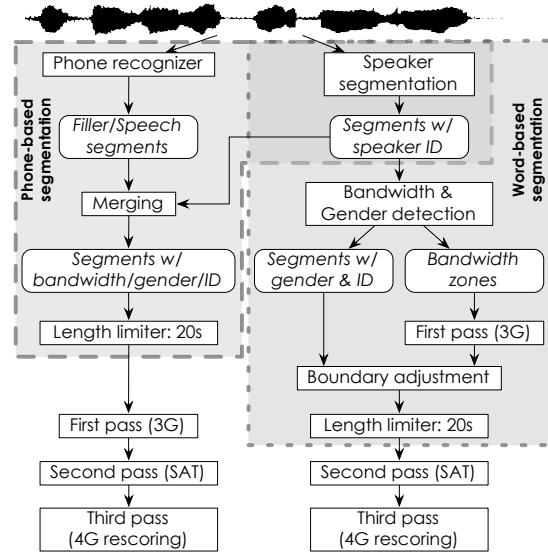 Phone-based
segmentation
Phone recognizer
Filler/Speech
segments
Merging
Segments w/
bandwidth/gender/ID
Length limiter: 20s
First pass (3G)
Second pass (SAT)
Third pass
(4G rescoring)
Word-based
segmentation
Speaker
segmentation
Segments w/
speaker ID
Bandwidth &
Gender detection
Segments w/
gender & ID
Bandwidth
zones
First pass (3G)
Boundary adjustment
Length limiter: 20s
Second pass (SAT)
Third pass
(4G rescoring)